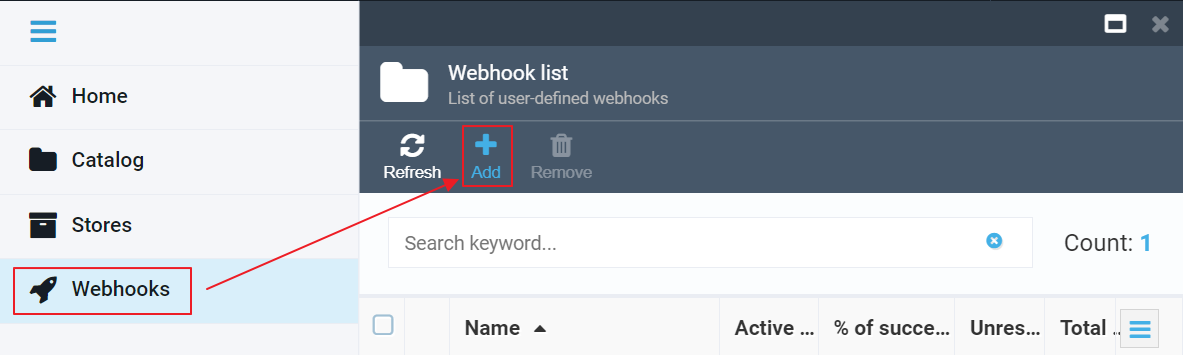 Home
Catalog
Stores
Webhooks
Webhook list
List of user-defined webhooks
Refresh Add Remove
Search keyword... Count: 1
Name Active ... % of succe... Unres... Total ...